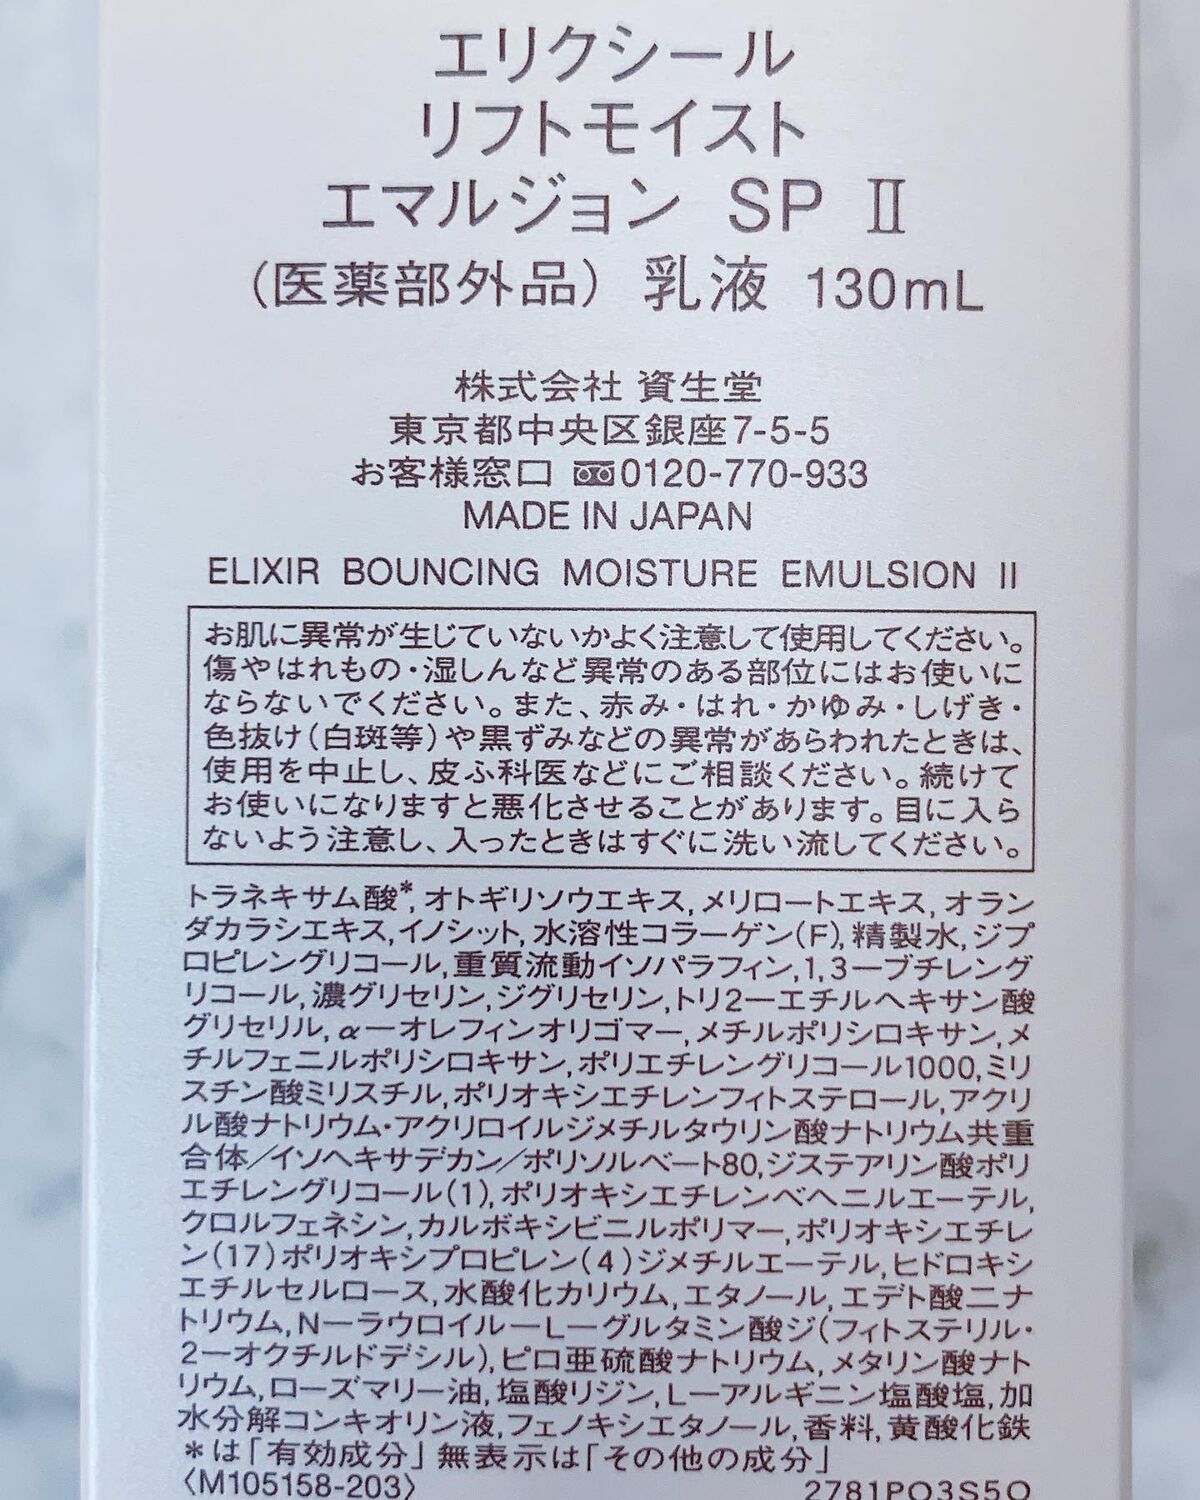 エリクシール
リフトモイスト
エマルジョン SP Ⅱ
（医薬部外品） 乳液 130mL
株式会社 資生堂
東京都中央区銀座7-5-5
お客様窓口 0120-770-933
MADE IN JAPAN
ELIXIR BOUNCING MOISTURE EMULSION II
お肌に異常が生じていないかよく注意して使用してください。
傷やはれもの・湿しんなど異常のある部位にはお使いに
ならないでください。また、赤み・はれ・かゆみ・しげき・
色抜け（白斑等）や黒ずみなどの異常があらわれたときは、
使用を中止し、皮ふ科医などにご相談ください。続けて
お使いになりますと悪化させることがあります。目に入ら
ないよう注意し、入ったときはすぐに洗い流してください。
トラネキサム酸*,オトギリソウエキス,メリロートエキス,オラン
ダカラシエキス,イノシット,水溶性コラーゲン(F),精製水,ジプ
ロピレングリコール,重質流動イソパラフィン,1,3ーブチレング
リコール,濃グリセリン,ジグリセリン,トリ2ーエチルヘキサン酸
グリセリル,αーオレフィンオリゴマー,メチルポリシロキサン,メ
チルフェニルポリシロキサン,ポリエチレングリコール1000,ミリ
スチン酸ミリスチル,ポリオキシエチレンフィトステロール,アクリ
ル酸ナトリウム・アクリロイルジメチルタウリン酸ナトリウム共重
合体/イソヘキサデカン/ポリソルベート80,ジステアリン酸ポリ
エチレングリコール(1),ポリオキシエチレンベヘニルエーテル,
クロルフェネシン,カルボキシビニルポリマー,ポリオキシエチレ
ン(17)ポリオキシプロピレン(4)ジメチルエーテル,ヒドロキシ
エチルセルロース,水酸化カリウム,エタノール,エデト酸二ナ
トリウム,NーラウロイルーLーグルタミン酸ジ(フィトステリル・
2ーオクチルドデシル),ピロ亜硫酸ナトリウム,メタリン酸ナト
リウム,ローズマリー油,塩酸リジン,Lーアルギニン塩酸塩,加
水分解コンキオリン液,フェノキシエタノール,香料,黄酸化鉄
*は「有効成分」無表示は「その他の成分」
〈M105158-203〉
2781PO3S5O